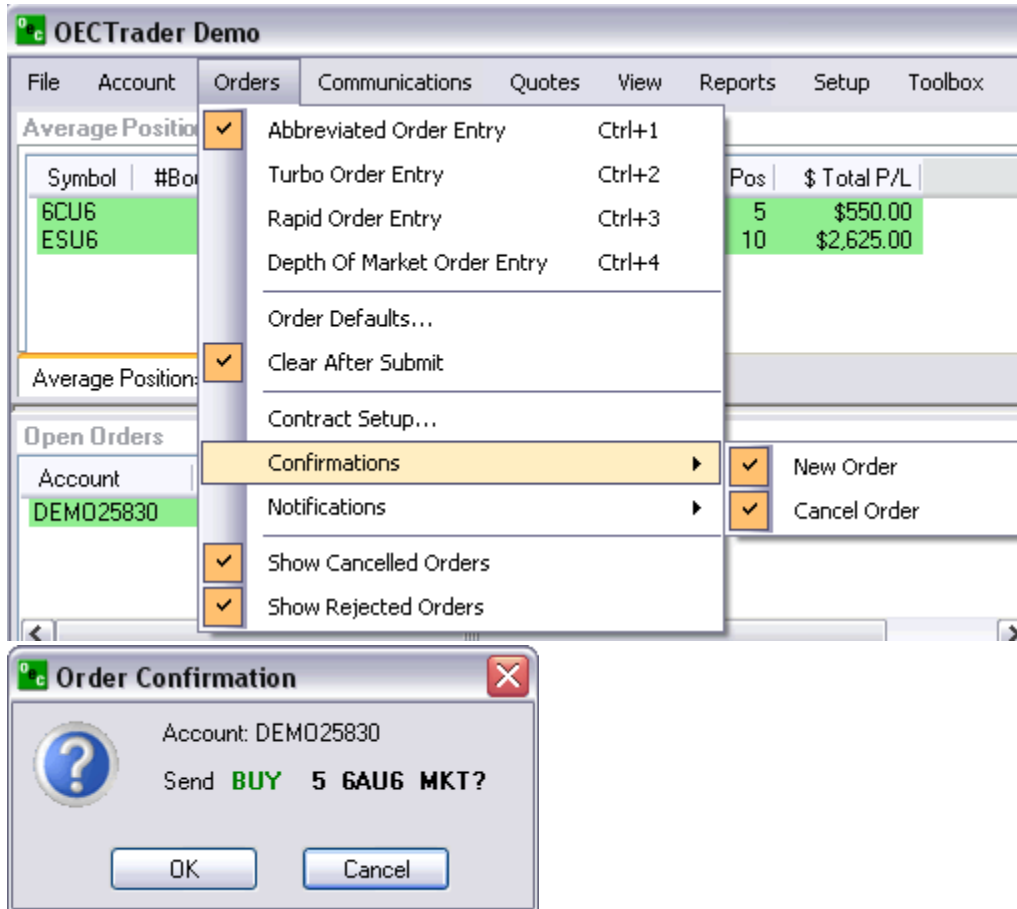 OEC OECTrader Demo
File Account Orders Communications Quotes View Reports Setup Toolbox
Average Position
Abbreviated Order Entry Ctrl+1
Symbol #Bou Turbo Order Entry Ctrl+2 Pos $ Total P/L
6CU6 Rapid Order Entry Ctrl+3 5 $550.00
ESU6 10 $2,625.00
Depth Of Market Order Entry Ctrl+4
Order Defaults...
Clear After Submit
Average Positions
Contract Setup...
Open Orders
Confirmations New Order
Account
DEMO25830 Notifications Cancel Order
Show Cancelled Orders
Show Rejected Orders
OEC Order Confirmation
Account: DEMO25830
Send BUY 5 6AU6 MKT?
OK Cancel